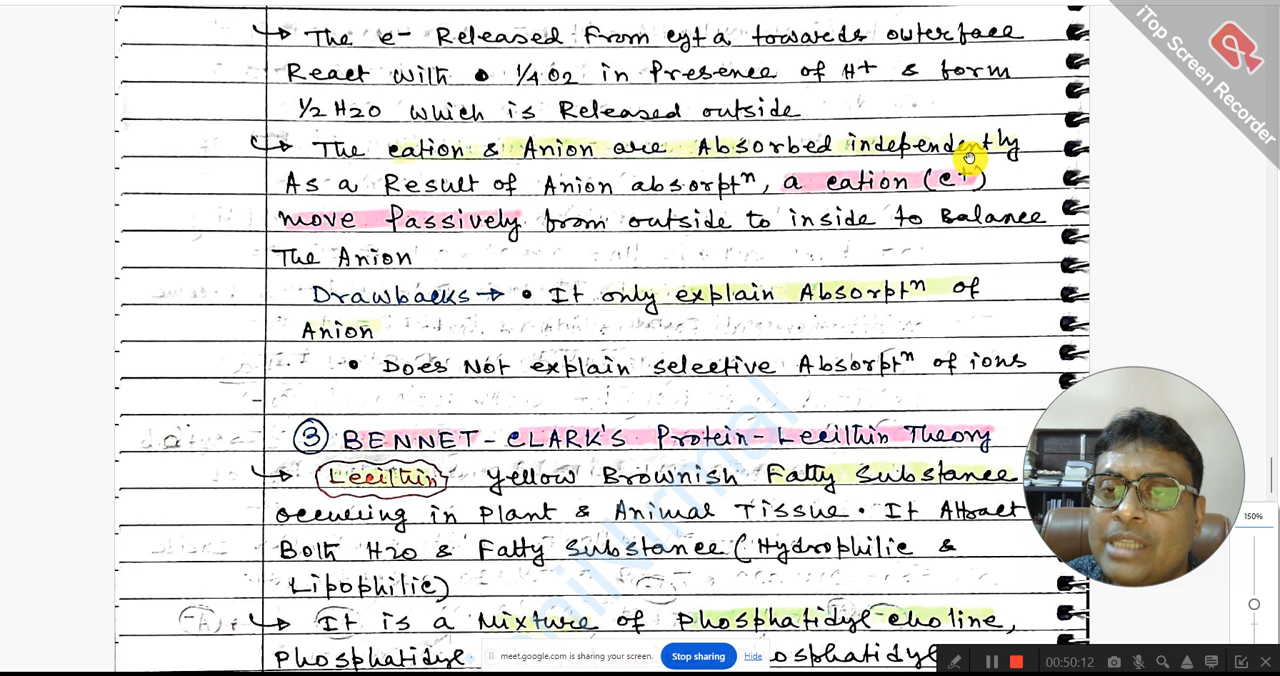 ↳ The e- Released From cyt a towards outerface
React With • 1/4 O2 in Presence of H+ & form
1/2 H2O Which is Released outside
↳ The cation & Anion are Absorbed independently
As a Result of Anion absorptⁿ, a cation (c+)
move Passively from outside to inside to Balance
The Anion
Drawbacks → • It only explain Absorptⁿ of
Anion
• Does Not explain selective Absorptⁿ of ions
③ BENNET-CLARK'S Protein-Lecithin Theory
↳ Lecithin yellow Brownish Fatty Substance
occuring in Plant & Animal Tissue. It Attract
Both H2O & Fatty Substance (Hydrophilic &
Lipophilic)
↳ It is a Mixture of Phosphatidyl choline,
Phosphatidyl
iTop Screen Recorder
150%
meet.google.com is sharing your screen.
Stop sharing
Hide
00:50:12